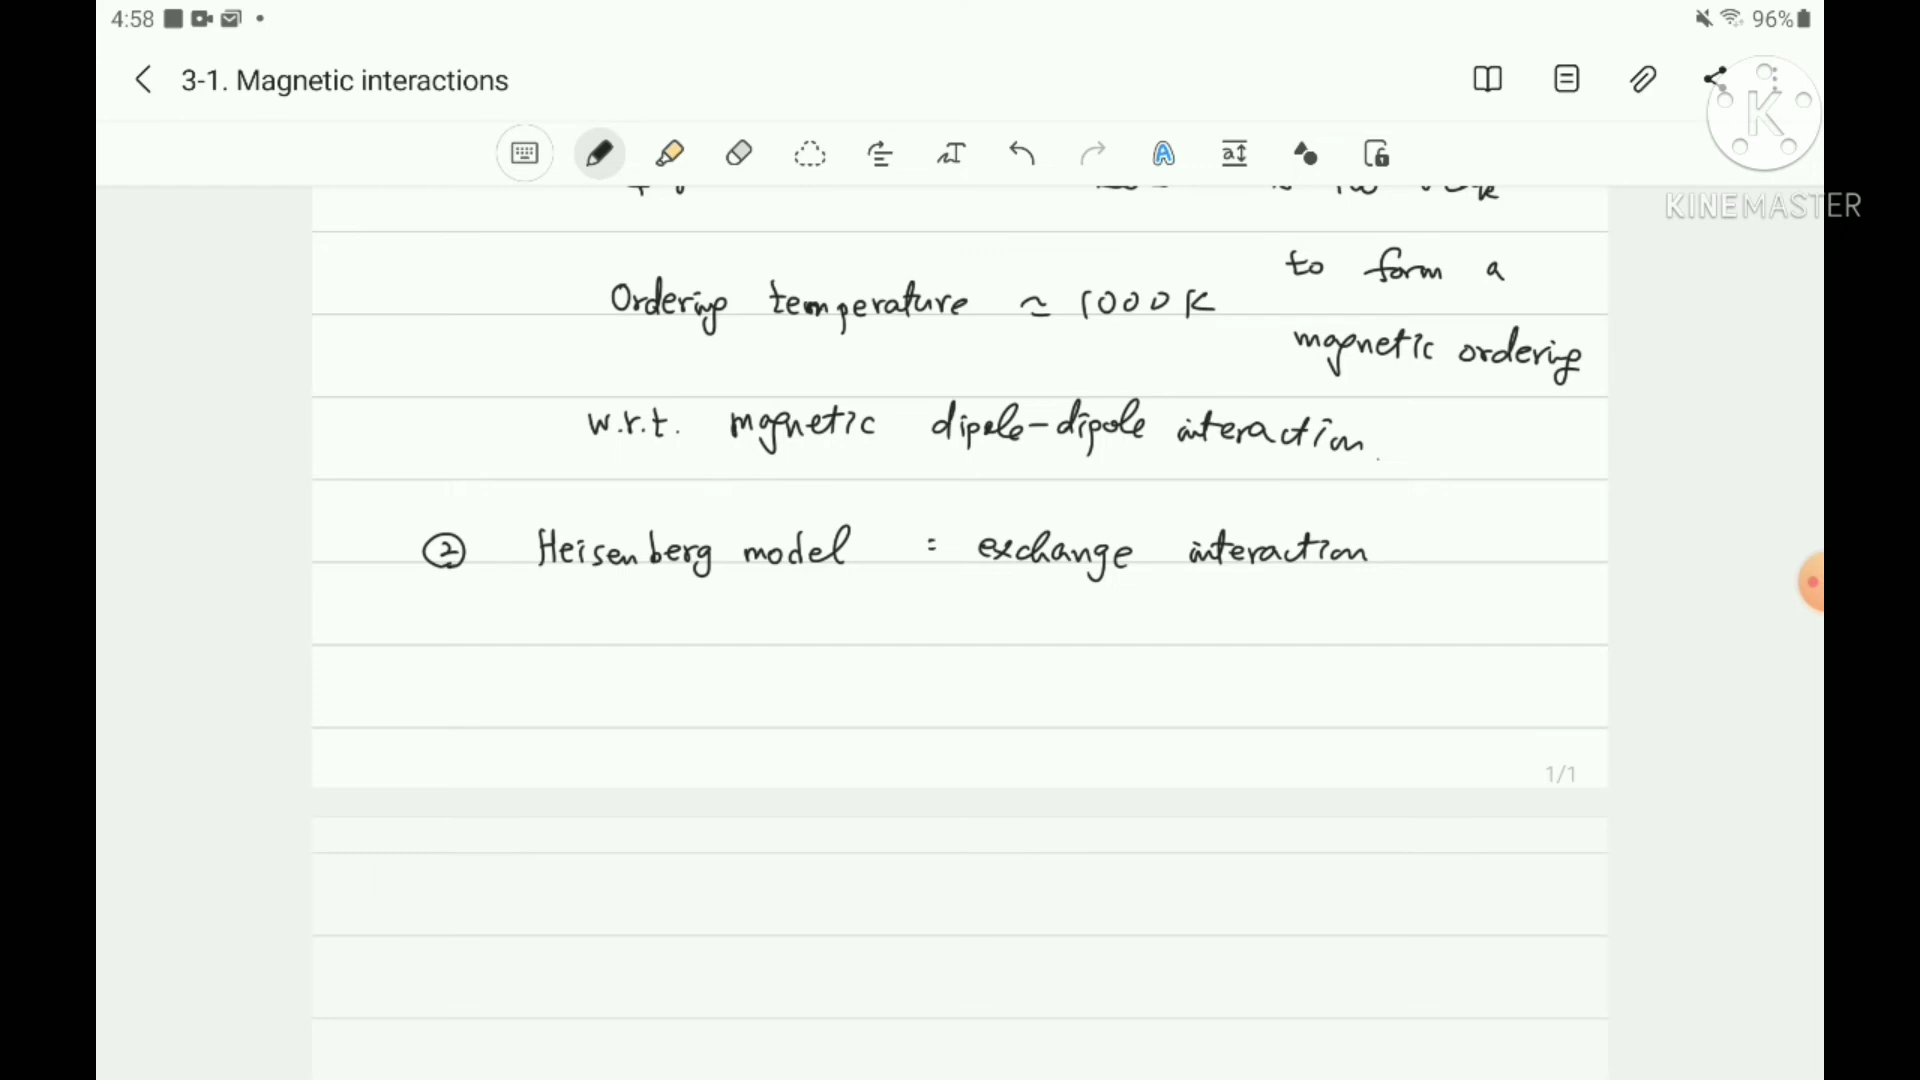 4:58
96%
3-1. Magnetic interactions
KINEMASTER
to form a
Ordering temperature ≃ 1000K
magnetic ordering
w.r.t. magnetic dipole-dipole interaction.
② Heisenberg model : exchange interaction
1/1